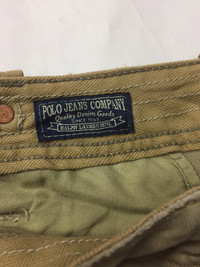 POLO JEANS COMPANY
Quality Denim Goods
SINCE 1967
RALPH LAUREN MFG.